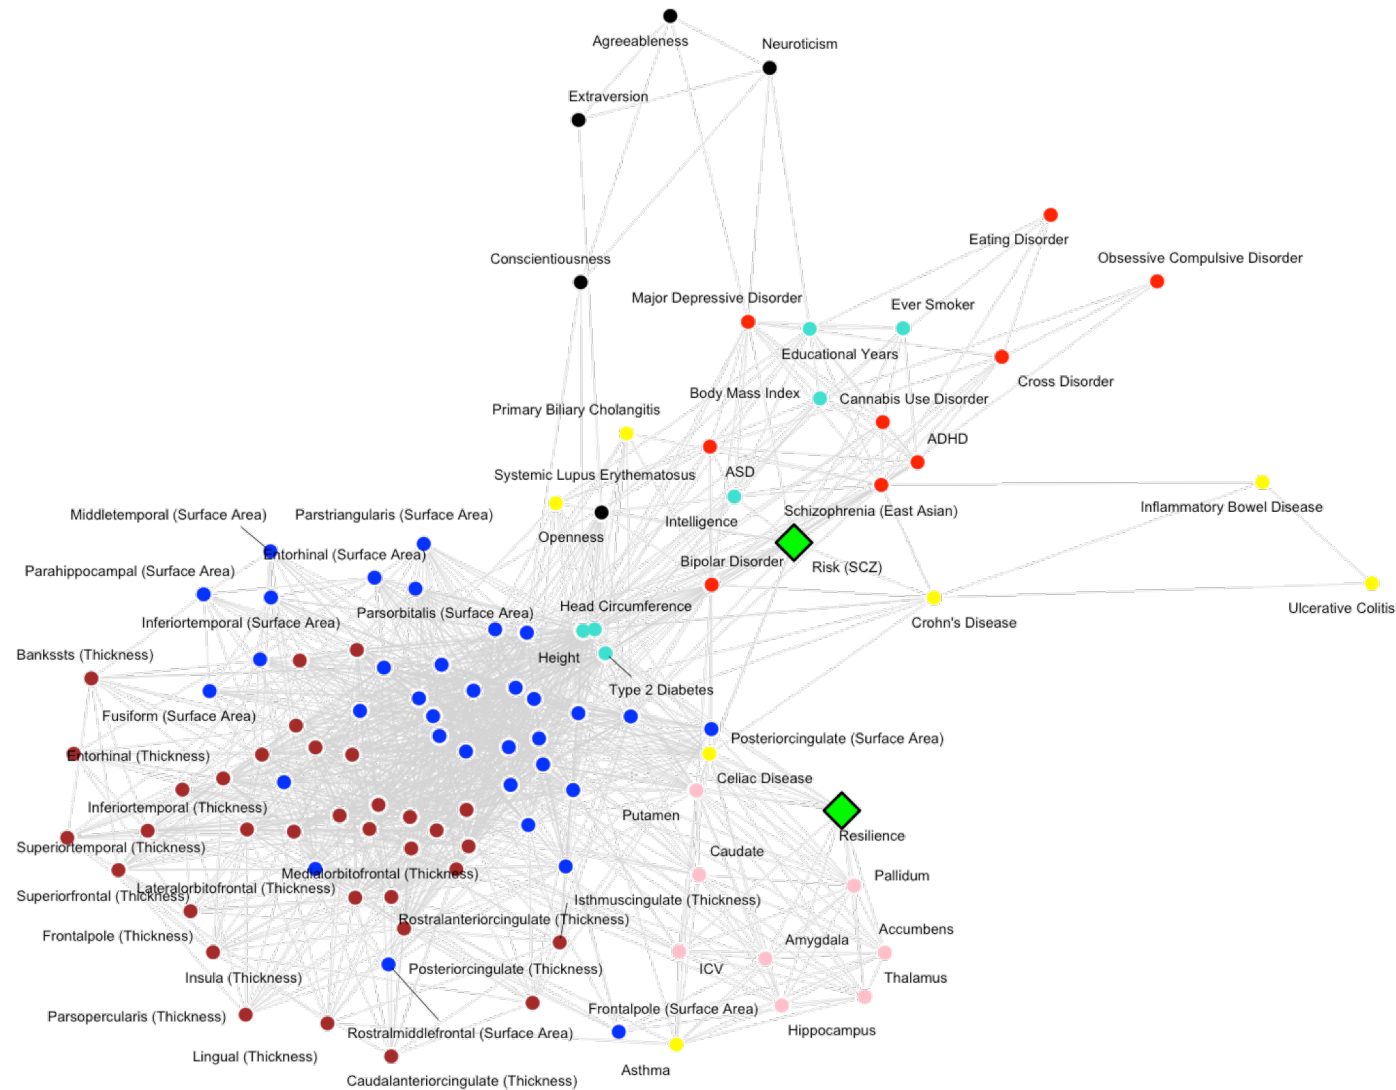 Agreeableness
Neuroticism
Extraversion
Eating Disorder
Conscientiousness
Obsessive Compulsive Disorder
Major Depressive Disorder
Ever Smoker
Educational Years
Cross Disorder
Body Mass Index
Cannabis Use Disorder
Primary Biliary Cholangitis
ADHD
Systemic Lupus Erythematosus
ASD
Inflammatory Bowel Disease
Middletemporal (Surface Area)
Parstriangularis (Surface Area)
Schizophrenia (East Asian)
Intelligence
Openness
Entorhinal (Surface Area)
Bipolar Disorder
Risk (SCZ)
Parahippocampal (Surface Area)
Head Circumference
Ulcerative Colitis
Parsorbitalis (Surface Area)
Inferiortemporal (Surface Area)
Crohn's Disease
Bankssts (Thickness)
Height
Type 2 Diabetes
Fusiform (Surface Area)
Posteriorcingulate (Surface Area)
Entorhinal (Thickness)
Celiac Disease
Inferiortemporal (Thickness)
Putamen
Resilience
Superiortemporal (Thickness)
Caudate
Medialorbitofrontal (Thickness)
Pallidum
Lateralorbitofrontal (Thickness)
Superiorfrontal (Thickness)
Isthmuscingulate (Thickness)
Rostralanteriorcingulate (Thickness)
Accumbens
Frontalpole (Thickness)
Amygdala
Posteriorcingulate (Thickness)
ICV
Insula (Thickness)
Thalamus
Frontalpole (Surface Area)
Parsopercularis (Thickness)
Hippocampus
Rostralmiddlefrontal (Surface Area)
Lingual (Thickness)
Asthma
Caudalanteriorcingulate (Thickness)